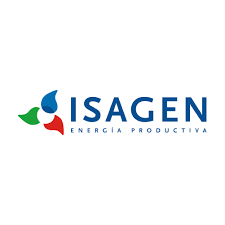 ISAGEN
ENERGÍA PRODUCTIVA